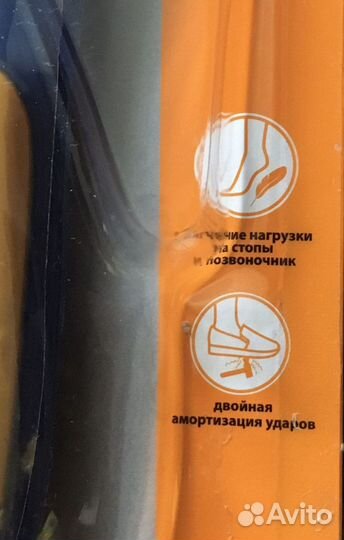 нагрузки
на стопы
и позвоночник
двойная
амортизация ударов
Avito